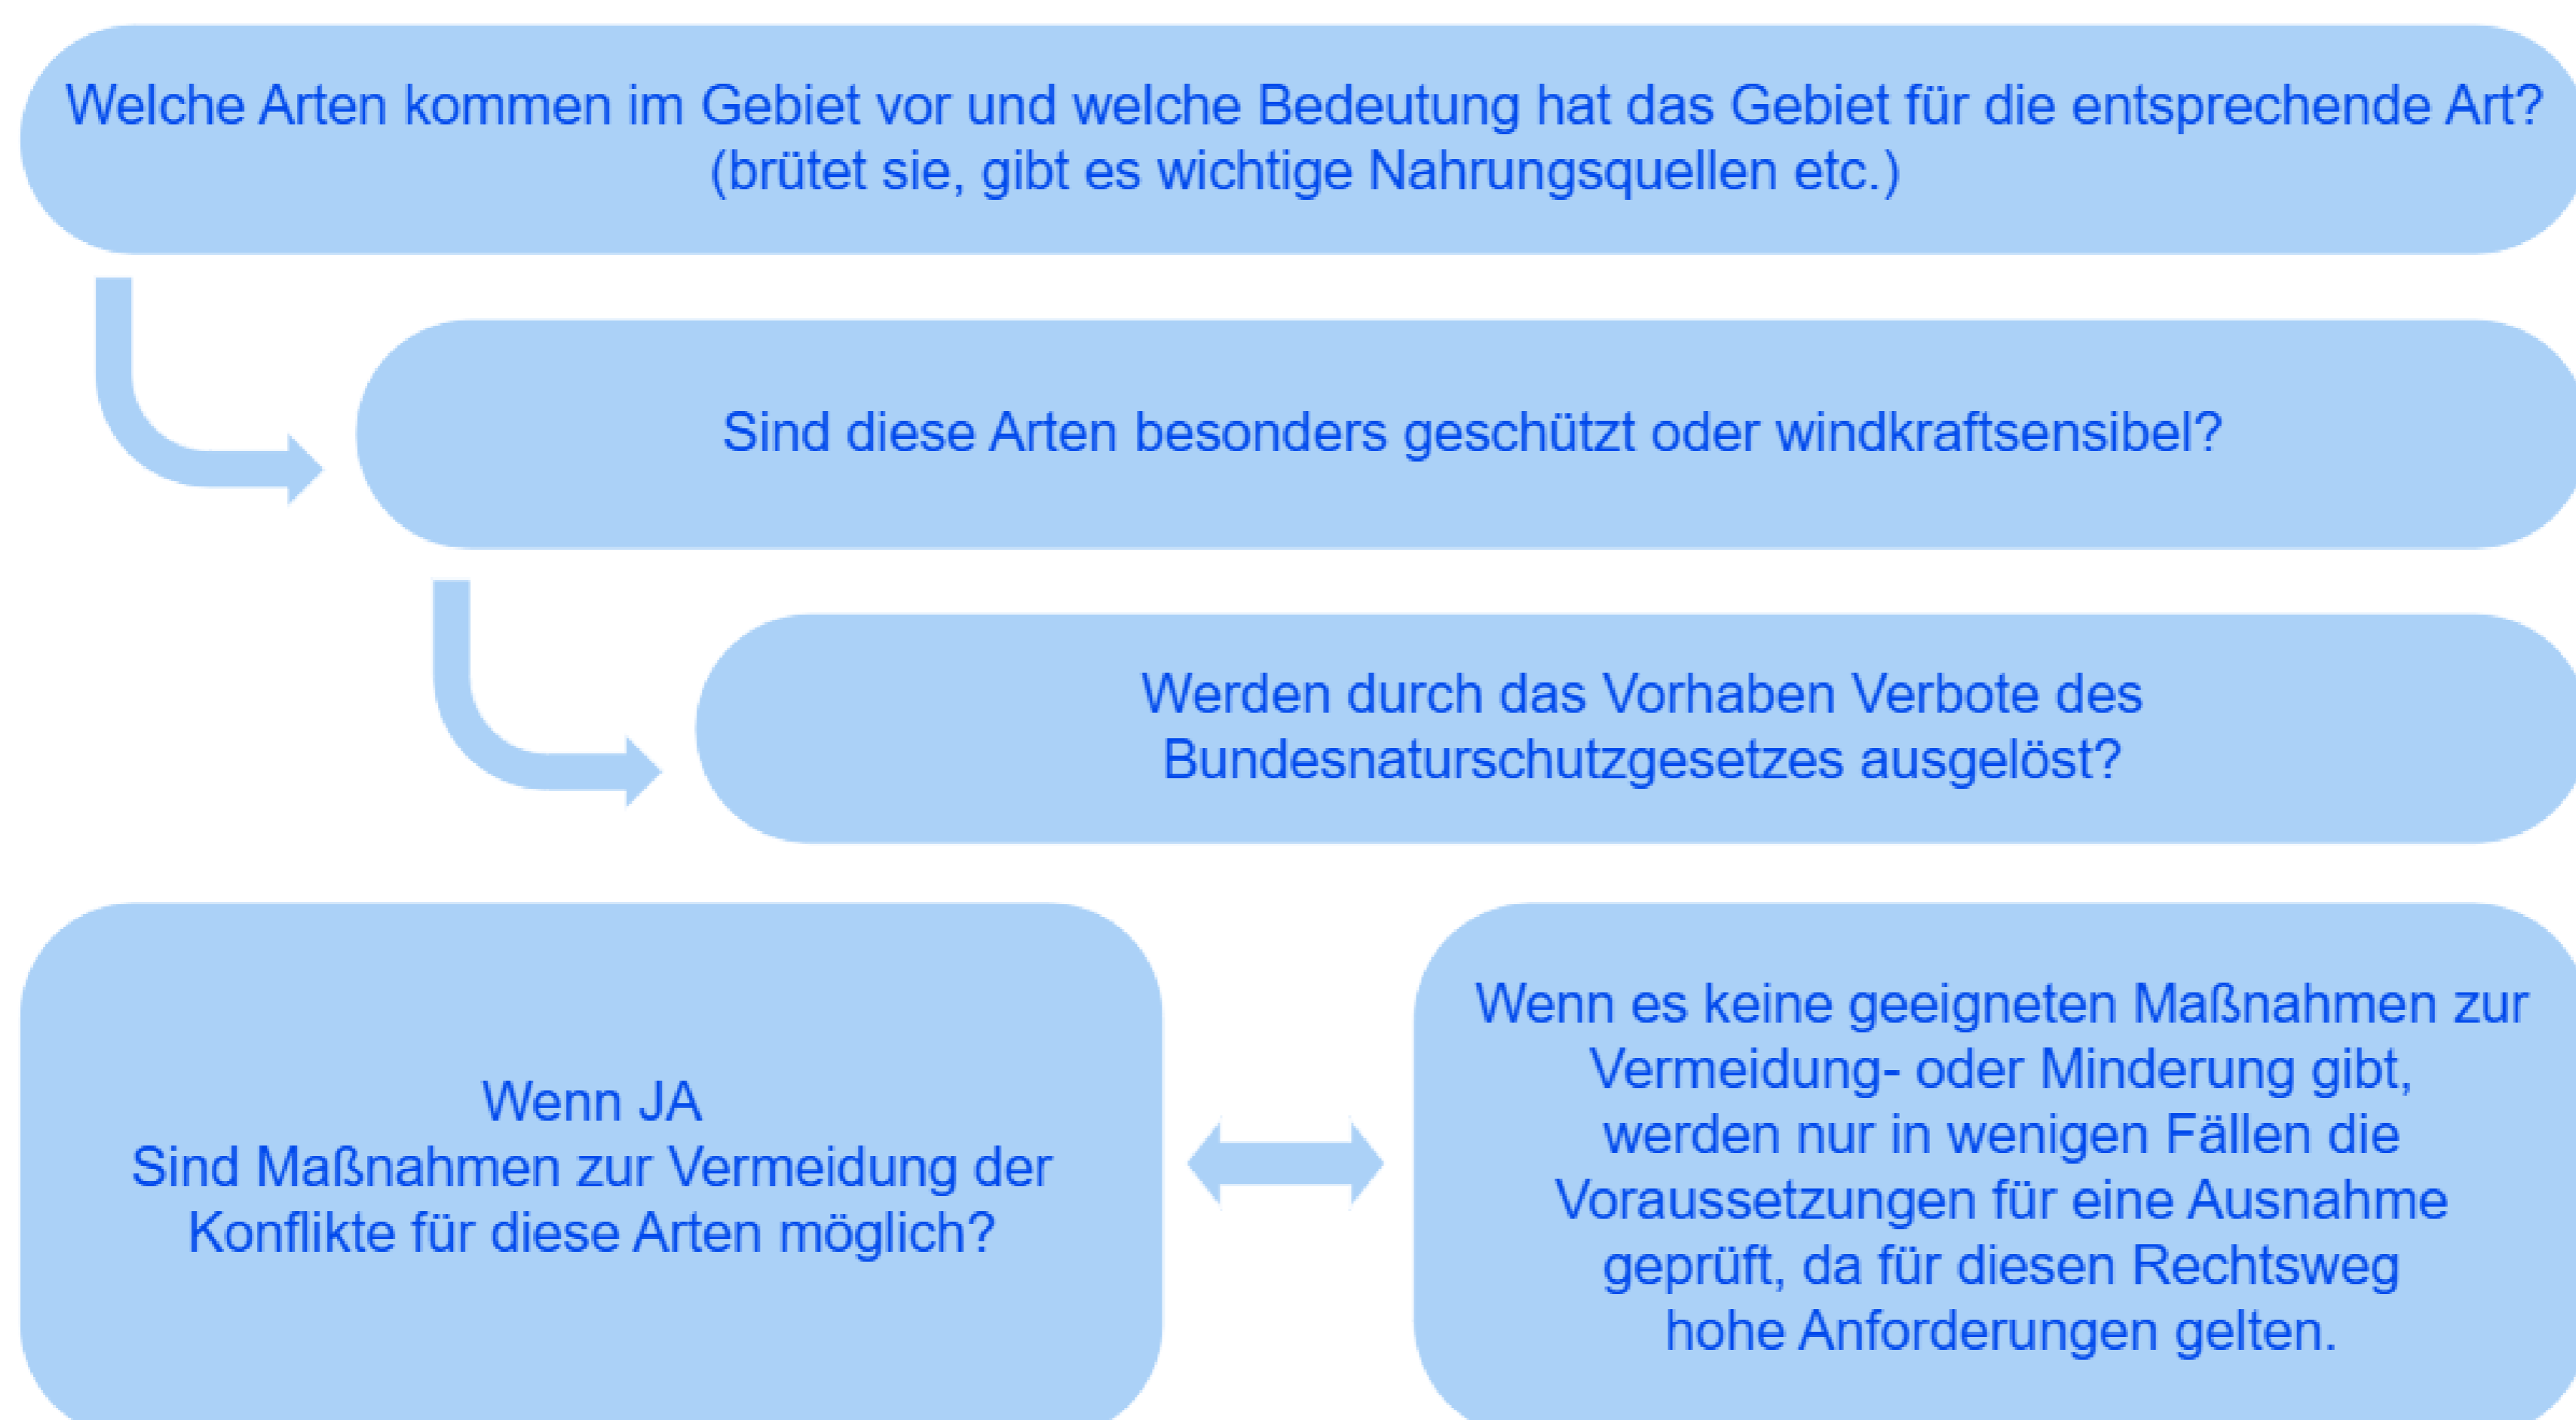 Welche Arten kommen im Gebiet vor und welche Bedeutung hat das Gebiet für die entsprechende Art?
(brütet sie, gibt es wichtige Nahrungsquellen etc.)
Sind diese Arten besonders geschützt oder windkraftsensibel?
Werden durch das Vorhaben Verbote des
Bundesnaturschutzgesetzes ausgelöst?
Wenn JA
Sind Maßnahmen zur Vermeidung der
Konflikte für diese Arten möglich?
Wenn es keine geeigneten Maßnahmen zur
Vermeidung- oder Minderung gibt,
werden nur in wenigen Fällen die
Voraussetzungen für eine Ausnahme
geprüft, da für diesen Rechtsweg
hohe Anforderungen gelten.